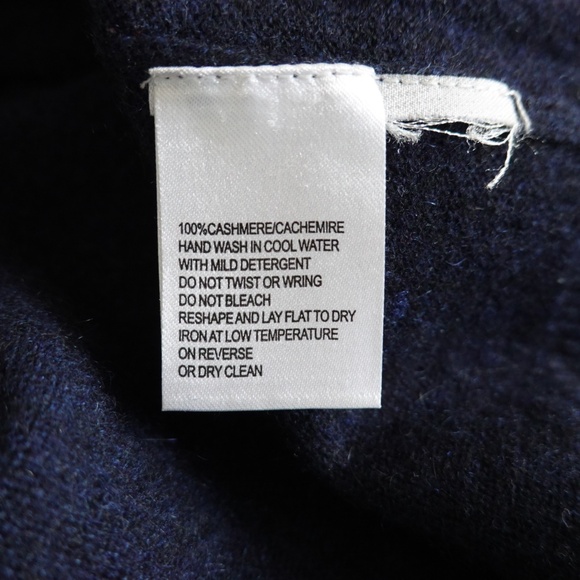 100%CASHMERE/CACHEMIRE
HAND WASH IN COOL WATER
WITH MILD DETERGENT
DO NOT TWIST OR WRING
DO NOT BLEACH
RESHAPE AND LAY FLAT TO DRY
IRON AT LOW TEMPERATURE
ON REVERSE
OR DRY CLEAN